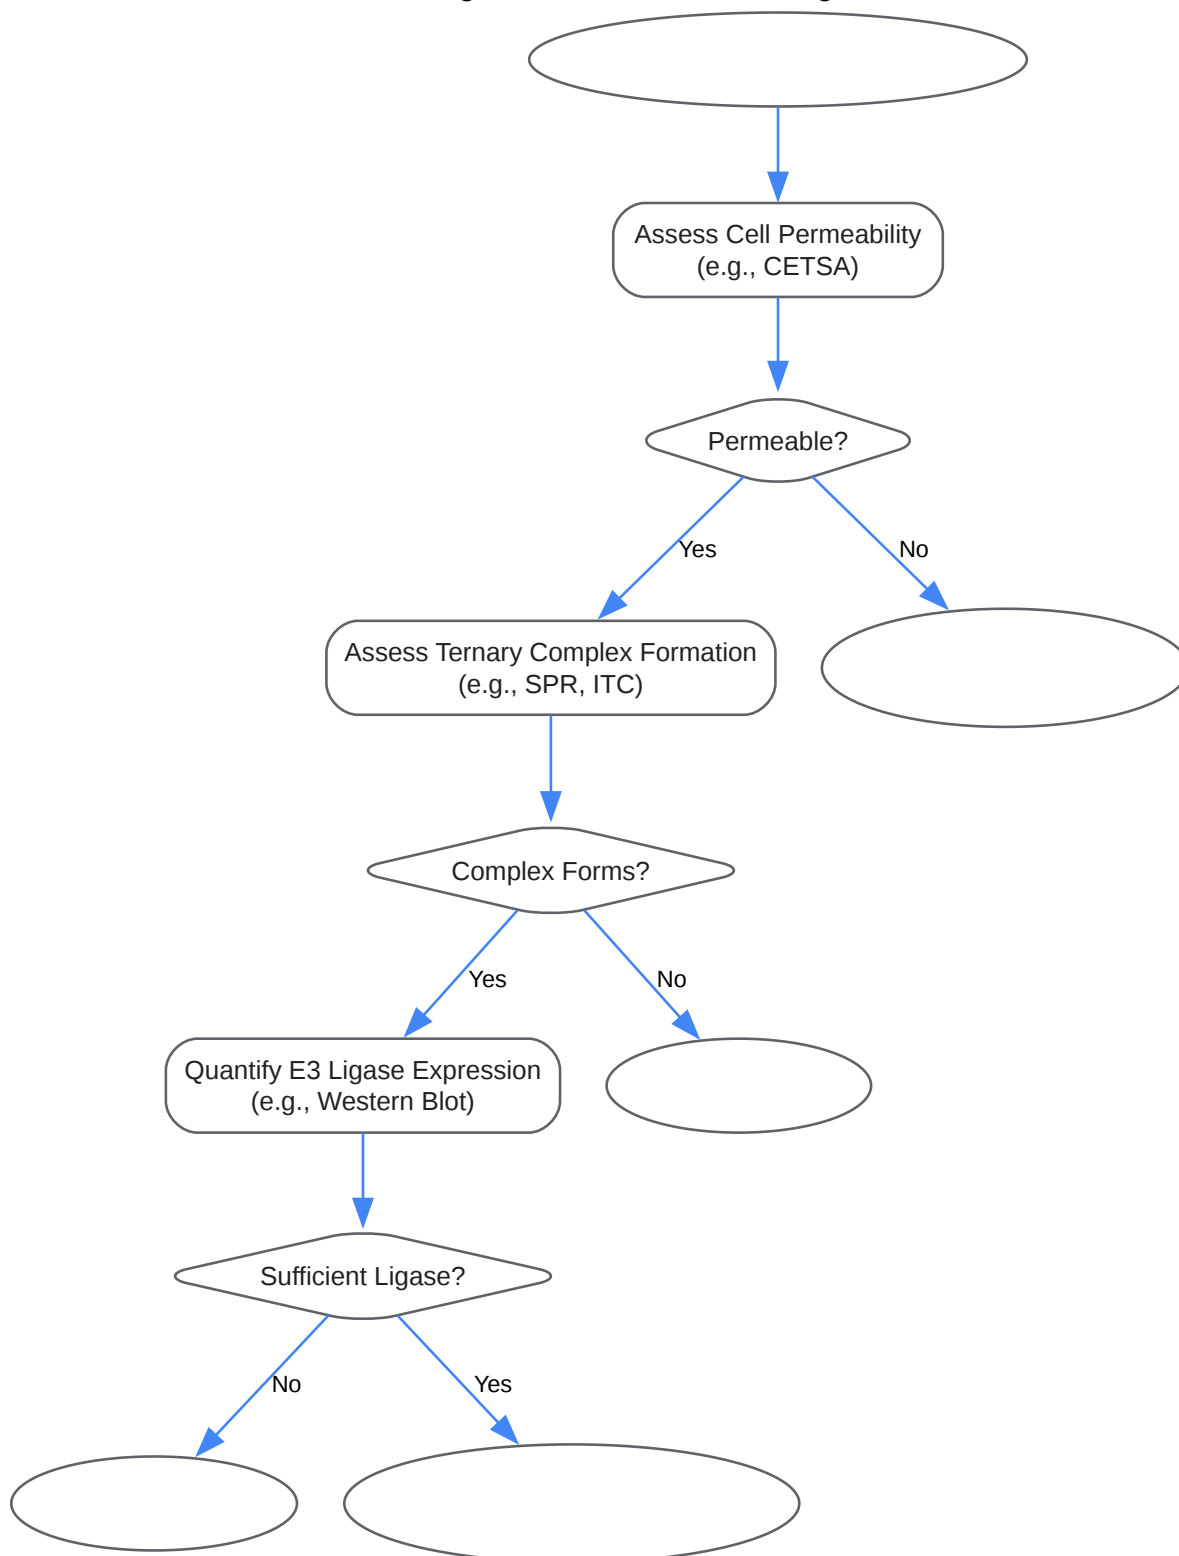 Assess Cell Permeability
(e.g., CETSA)
Permeable?
Yes
No
Assess Ternary Complex Formation
(e.g., SPR, ITC)
Complex Forms?
Yes
No
Quantify E3 Ligase Expression
(e.g., Western Blot)
Sufficient Ligase?
No
Yes